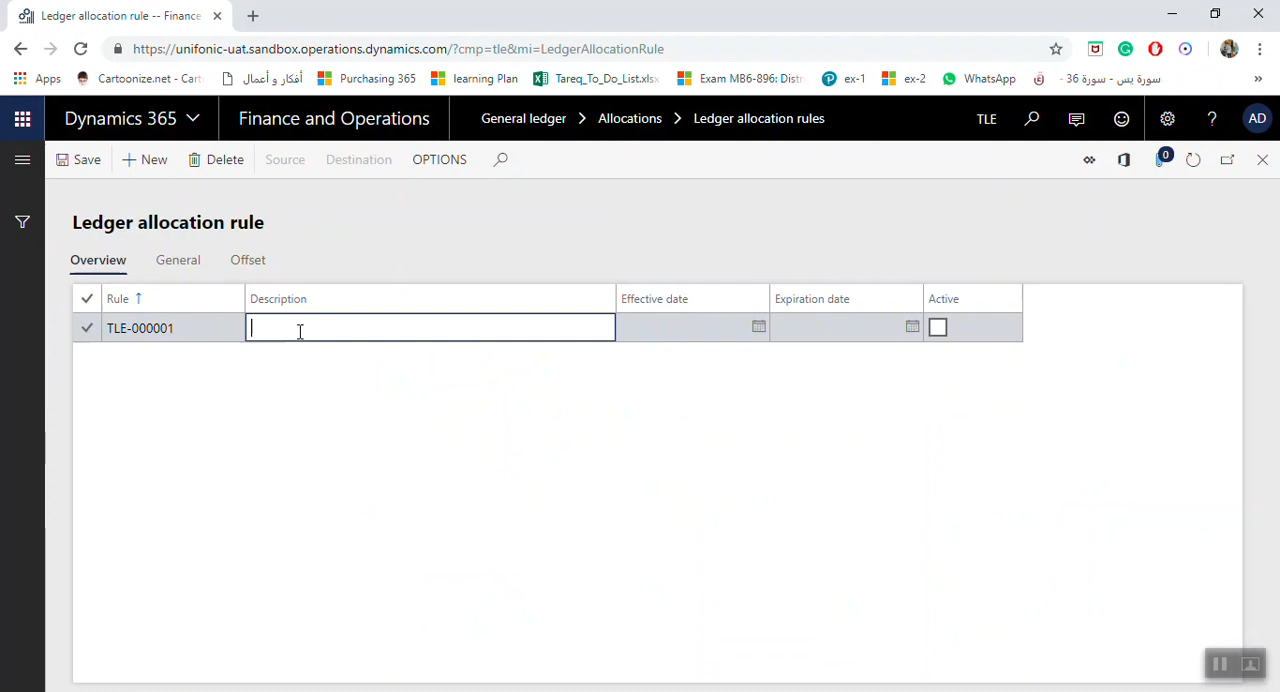 Ledger allocation rule -- Finance
https://unifonic-uat.sandbox.operations.dynamics.com/?cmp=tle&mi=LedgerAllocationRule
Apps Cartoonize.net - Cart أفكار و أعمال Purchasing 365 learning Plan Tareq_To_Do_List.xlsx Exam MB6-896: Distri ex-1 ex-2 WhatsApp سورة يس - سورة 36 - »
Dynamics 365 Finance and Operations General ledger > Allocations > Ledger allocation rules TLE ? AD
Save + New Delete Source Destination OPTIONS 0
Ledger allocation rule
Overview General Offset
Rule ↑ Description Effective date Expiration date Active
TLE-000001